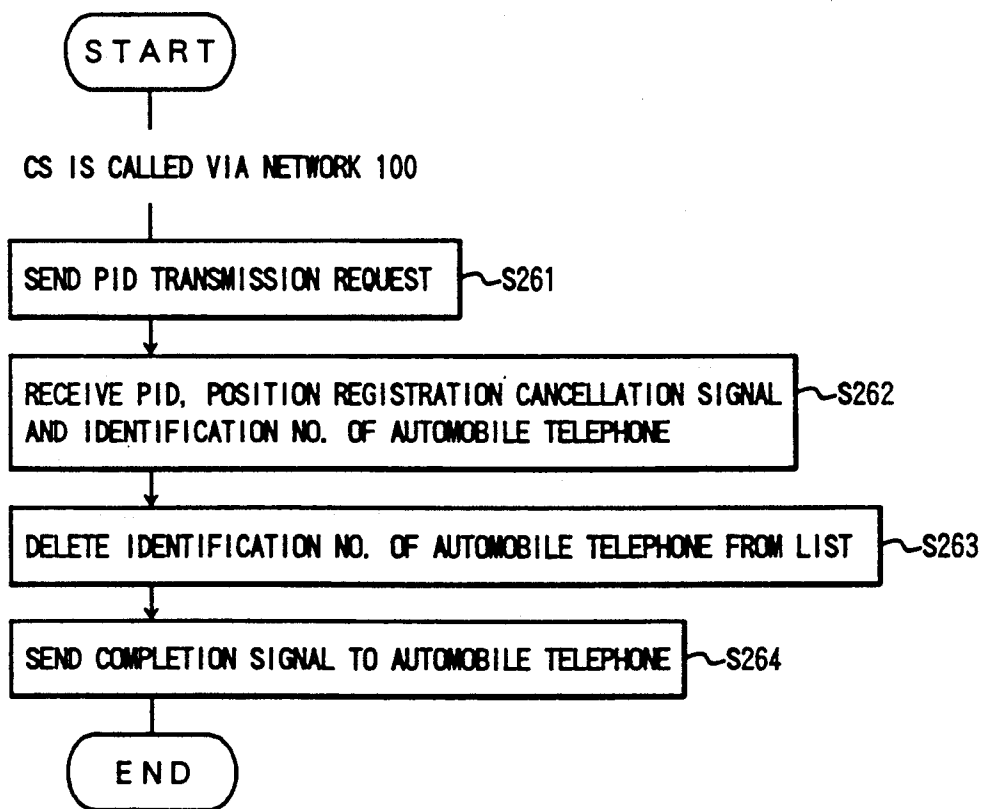 START
CS IS CALLED VIA NETWORK 100
SEND PID TRANSMISSION REQUEST S261
RECEIVE PID, POSITION REGISTRATION CANCELLATION SIGNAL S262
AND IDENTIFICATION NO. OF AUTOMOBILE TELEPHONE
DELETE IDENTIFICATION NO. OF AUTOMOBILE TELEPHONE FROM LIST S263
SEND COMPLETION SIGNAL TO AUTOMOBILE TELEPHONE S264
END